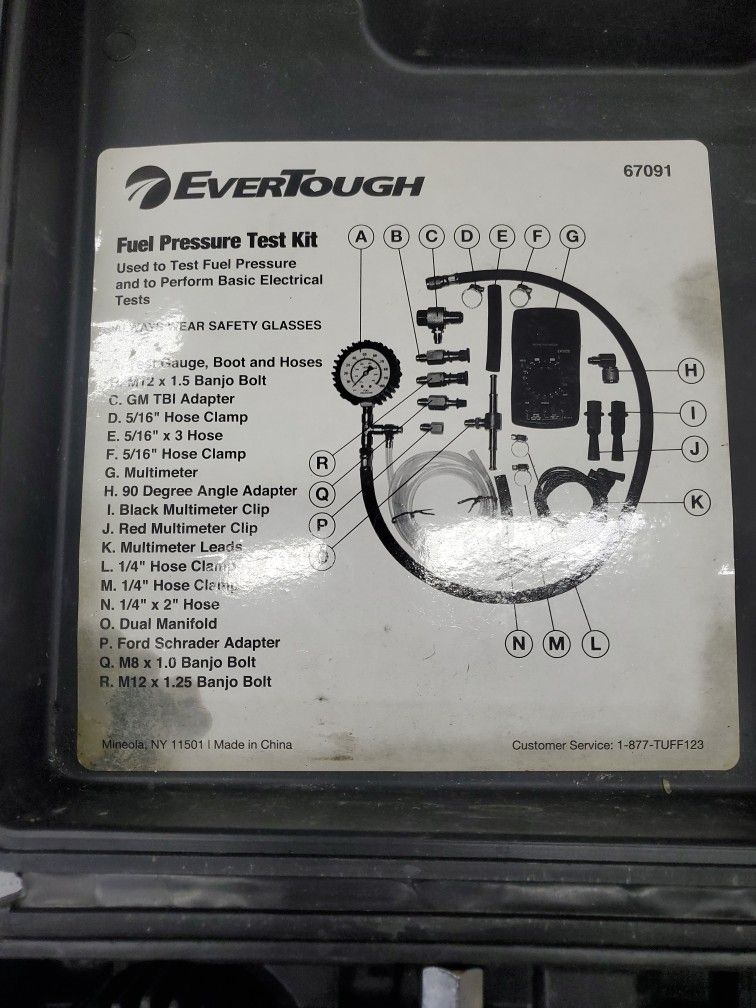 EVERTOUGH
67091
Fuel Pressure Test Kit
Used to Test Fuel Pressure
and to Perform Basic Electrical
Tests
ALWAYS WEAR SAFETY GLASSES
Gauge, Boot and Hoses
B. M12 x 1.5 Banjo Bolt
C. GM TBI Adapter
D. 5/16" Hose Clamp
E. 5/16" x 3 Hose
F. 5/16" Hose Clamp
G. Multimeter
H. 90 Degree Angle Adapter
I. Black Multimeter Clip
J. Red Multimeter Clip
K. Multimeter Leads
L. 1/4" Hose Clamp
M. 1/4" Hose Clamp
N. 1/4" x 2" Hose
O. Dual Manifold
P. Ford Schrader Adapter
Q. M8 x 1.0 Banjo Bolt
R. M12 x 1.25 Banjo Bolt
A B C D E F G
H
I
J
K
R
Q
P
O
N M L
Mineola, NY 11501 | Made in China
Customer Service: 1-877-TUFF123